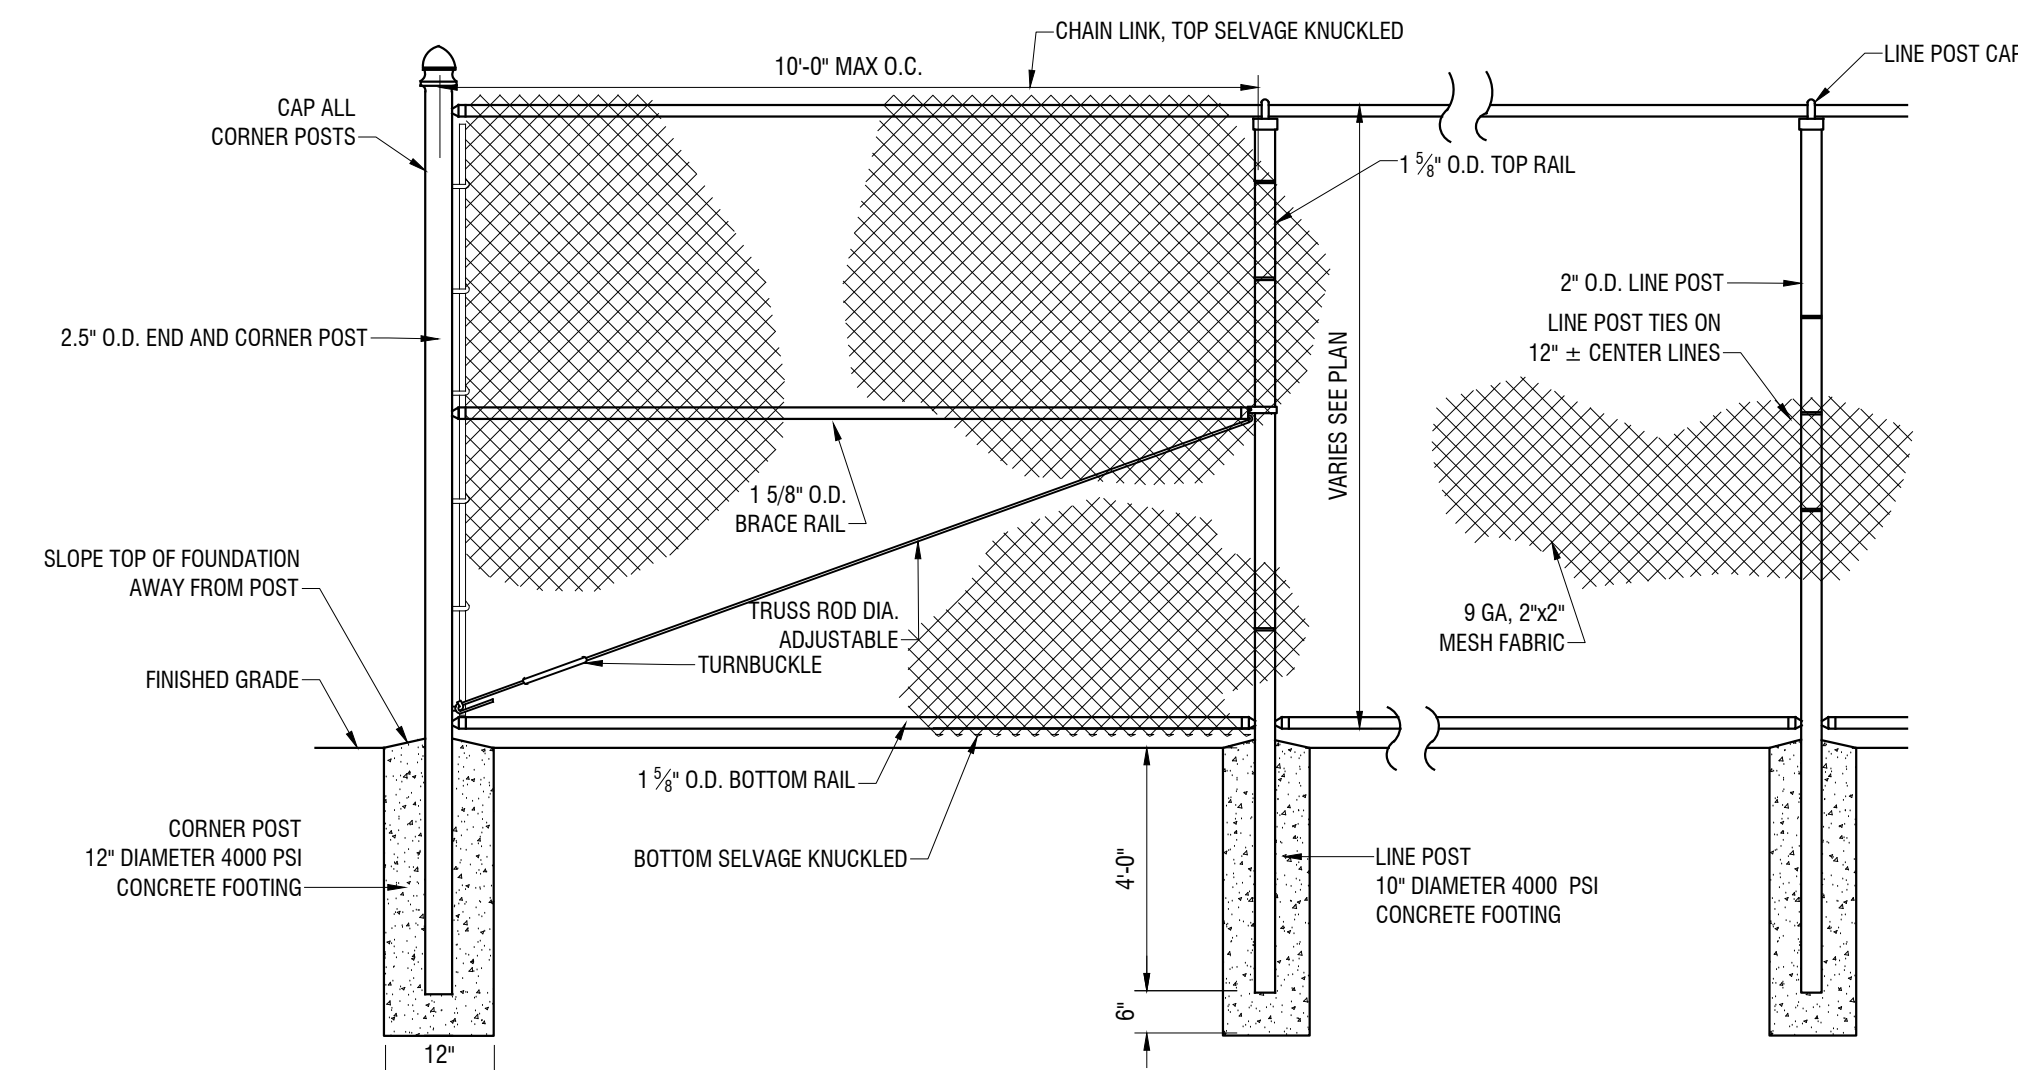 CHAIN LINK, TOP SELVAGE KNUCKLED
LINE POST CAP
10'-0" MAX O.C.
CAP ALL
CORNER POSTS
1 5/8" O.D. TOP RAIL
2" O.D. LINE POST
LINE POST TIES ON
12" ± CENTER LINES
2.5" O.D. END AND CORNER POST
VARIES SEE PLAN
1 5/8" O.D.
BRACE RAIL
SLOPE TOP OF FOUNDATION
AWAY FROM POST
TRUSS ROD DIA.
ADJUSTABLE
TURNBUCKLE
9 GA, 2"x2"
MESH FABRIC
FINISHED GRADE
1 5/8" O.D. BOTTOM RAIL
CORNER POST
12" DIAMETER 4000 PSI
CONCRETE FOOTING
BOTTOM SELVAGE KNUCKLED
4'-0"
LINE POST
10" DIAMETER 4000 PSI
CONCRETE FOOTING
6"
12"